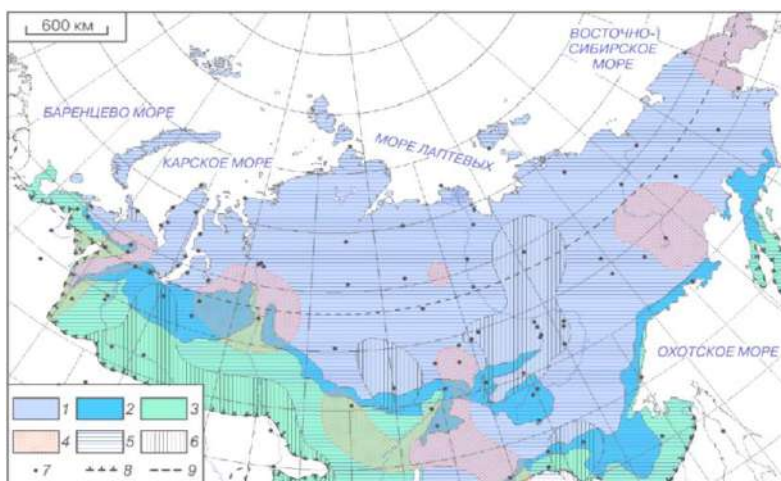 600 км
ВОСТОЧНО-
СИБИРСКОЕ
МОРЕ
БАРЕНЦЕВО МОРЕ
КАРСКОЕ МОРЕ
МОРЕ ЛАПТЕВЫХ
ОХОТСКОЕ МОРЕ
1 2 3
4 5 6
7 8 9